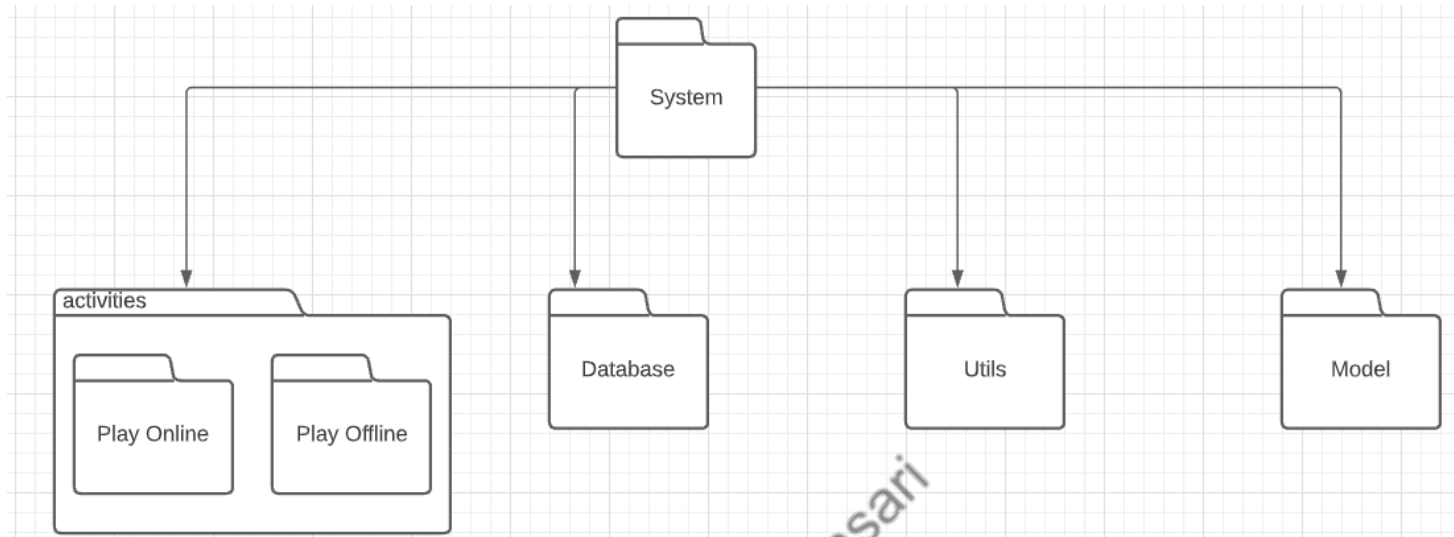 System
activities
Play Online
Play Offline
Database
Utils
Model